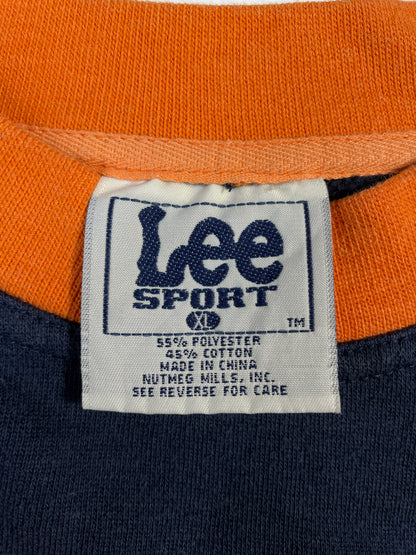 Lee
SPORT
XL
TM
55% POLYESTER
45% COTTON
MADE IN CHINA
NUTMEG MILLS, INC.
SEE REVERSE FOR CARE